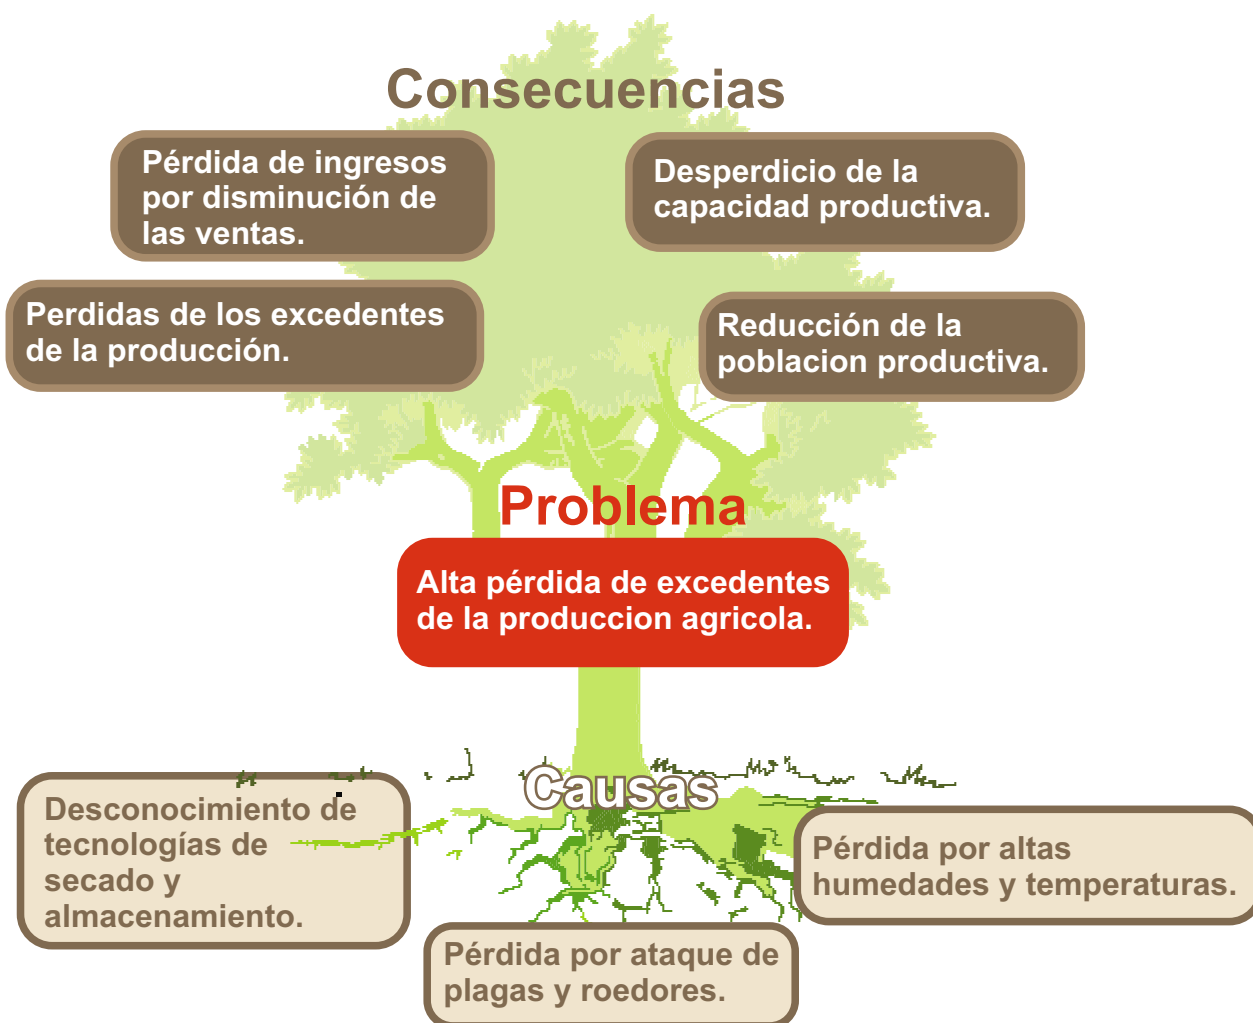 Consecuencias
Pérdida de ingresos
por disminución de
las ventas.
Desperdicio de la
capacidad productiva.
Perdidas de los excedentes
de la producción.
Reducción de la
poblacion productiva.
Problema
Alta pérdida de excedentes
de la produccion agricola.
Causas
Desconocimiento de
tecnologías de
secado y
almacenamiento.
Pérdida por altas
humedades y temperaturas.
Pérdida por ataque de
plagas y roedores.